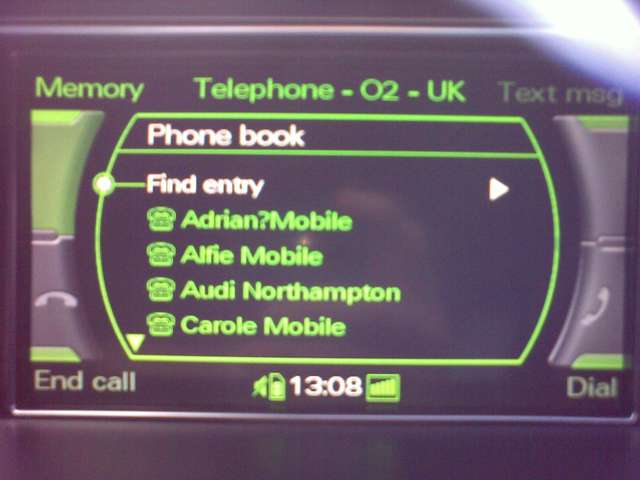 Memory Telephone - O2 - UK Text msg
Phone book
Find entry
Adrian?Mobile
Alfie Mobile
Audi Northampton
Carole Mobile
End call 13:08 Dial